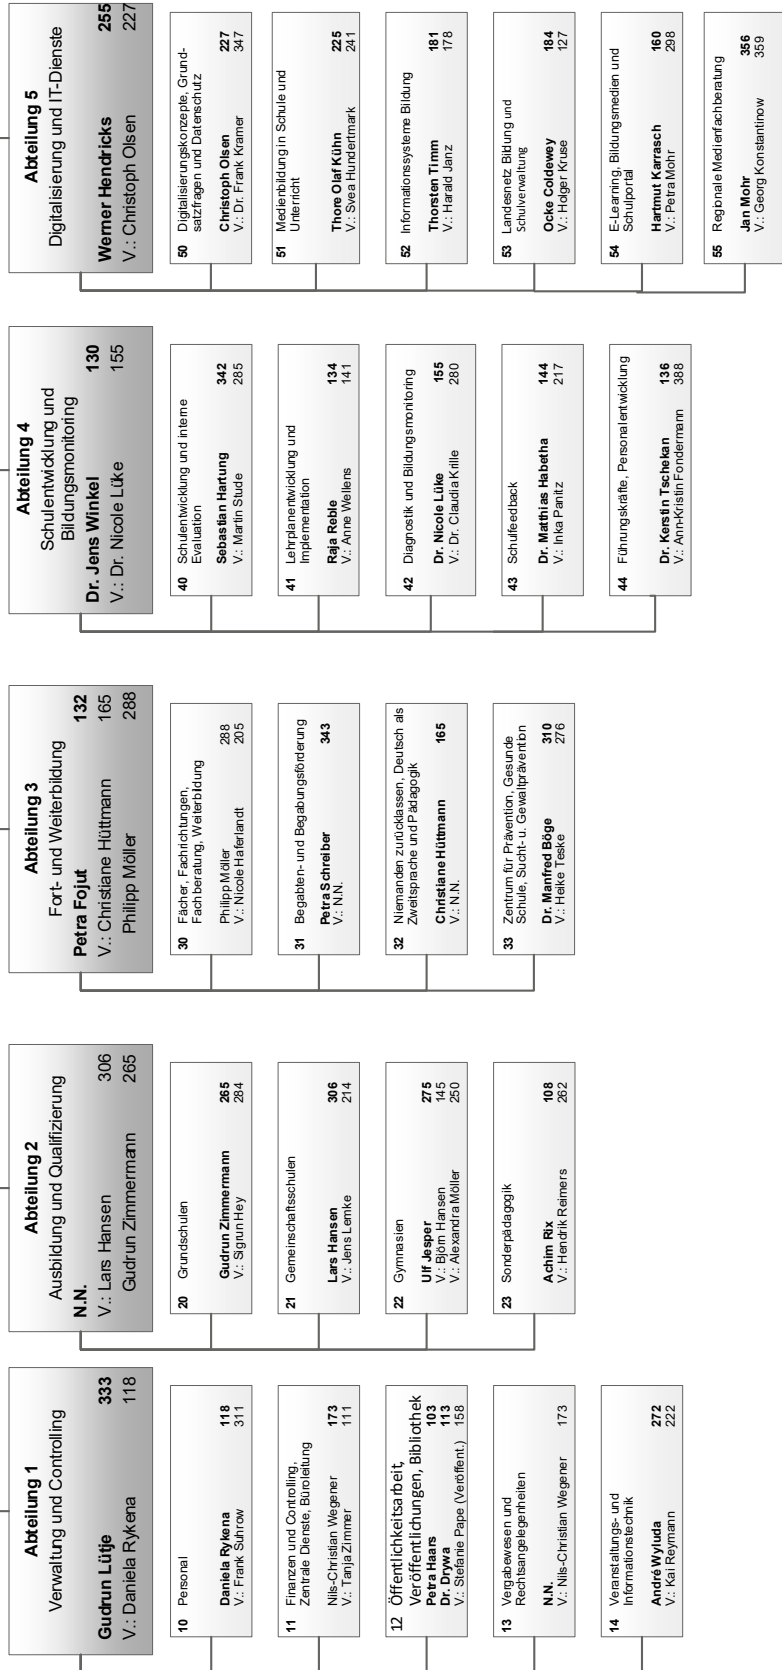 Abteilung 1
Verwaltung und Controlling
Gudrun Lütje 333
V.: Daniela Rykena 118
10 Personal
Daniela Rykena 118
V.: Frank Suhrow 311
11 Finanzen und Controlling,
Zentrale Dienste, Büroleitung
Nils-Christian Wegener 173
V.: Tanja Zimmer 111
12 Öffentlichkeitsarbeit,
Veröffentlichungen, Bibliothek
Petra Haars 103
Dr. Drywa 113
V.: Stefanie Pape (Veröffent.) 158
13 Vergabewesen und
Rechtsangelegenheiten
N.N.
V.: Nils-Christian Wegener 173
14 Veranstaltungs- und
Informationstechnik
André Wyluda 272
V.: Kai Reymann 222
Abteilung 2
Ausbildung und Qualifizierung
N.N.
V.: Lars Hansen 306
Gudrun Zimmermann 265
20 Grundschulen
Gudrun Zimmermann 265
V.: Sigrun Hey 284
21 Gemeinschaftsschulen
Lars Hansen 306
V.: Jens Lemke 214
22 Gymnasien
Ulf Jesper 275
V.: Björn Hansen 145
V.: Alexandra Möller 250
23 Sonderpädagogik
Achim Rix 108
V.: Hendrik Reimers 262
Abteilung 3
Fort- und Weiterbildung
Petra Fojut 132
V.: Christiane Hüttmann 165
Philipp Möller 288
30 Fächer, Fachrichtungen,
Fachberatung, Weiterbildung
Philipp Möller 288
V.: Nicole Haferlandt 205
31 Begabten- und Begabungsförderung
Petra Schreiber 343
V.: N.N.
32 Niemanden zurücklassen, Deutsch als
Zweitsprache und Pädagogik
Christiane Hüttmann 165
V.: N.N.
33 Zentrum für Prävention, Gesunde
Schule, Sucht- u. Gewaltprävention
Dr. Manfred Böge 310
V.: Heike Teske 276
Abteilung 4
Schulentwicklung und
Bildungsmonitoring
Dr. Jens Winkel 130
V.: Dr. Nicole Lüke 155
40 Schulentwicklung und interne
Evaluation
Sebastian Hartung 342
V.: Martin Stude 285
41 Lehrplanentwicklung und
Implementation
Raja Reble 134
V.: Anne Wellens 141
42 Diagnostik und Bildungsmonitoring
Dr. Nicole Lüke 155
V.: Dr. Claudia Krille 280
43 Schulfeedback
Dr. Matthias Habetha 144
V.: Inka Panitz 217
44 Führungskräfte, Personalentwicklung
Dr. Kerstin Tschekan 136
V.: Ann-Kristin Fondermann 388
Abteilung 5
Digitalisierung und IT-Dienste
Werner Hendricks 255
V.: Christoph Olsen 227
50 Digitalisierungskonzepte, Grund-
satzfragen und Datenschutz
Christoph Olsen 227
V.: Dr. Frank Kramer 347
51 Medienbildung in Schule und
Unterricht
Thore Olaf Kühn 225
V.: Svea Hundertmark 241
52 Informationssysteme Bildung
Thorsten Timm 181
V.: Harald Janz 178
53 Landesnetz Bildung und
Schulverwaltung
Ocke Coldewey 184
V.: Holger Kruse 127
54 E-Learning, Bildungsmedien und
Schulportal
Hartmut Karrasch 160
V.: Petra Mohr 298
55 Regionale Medienfachberatung
Jan Mohr 356
V.: Georg Konstantinow 359